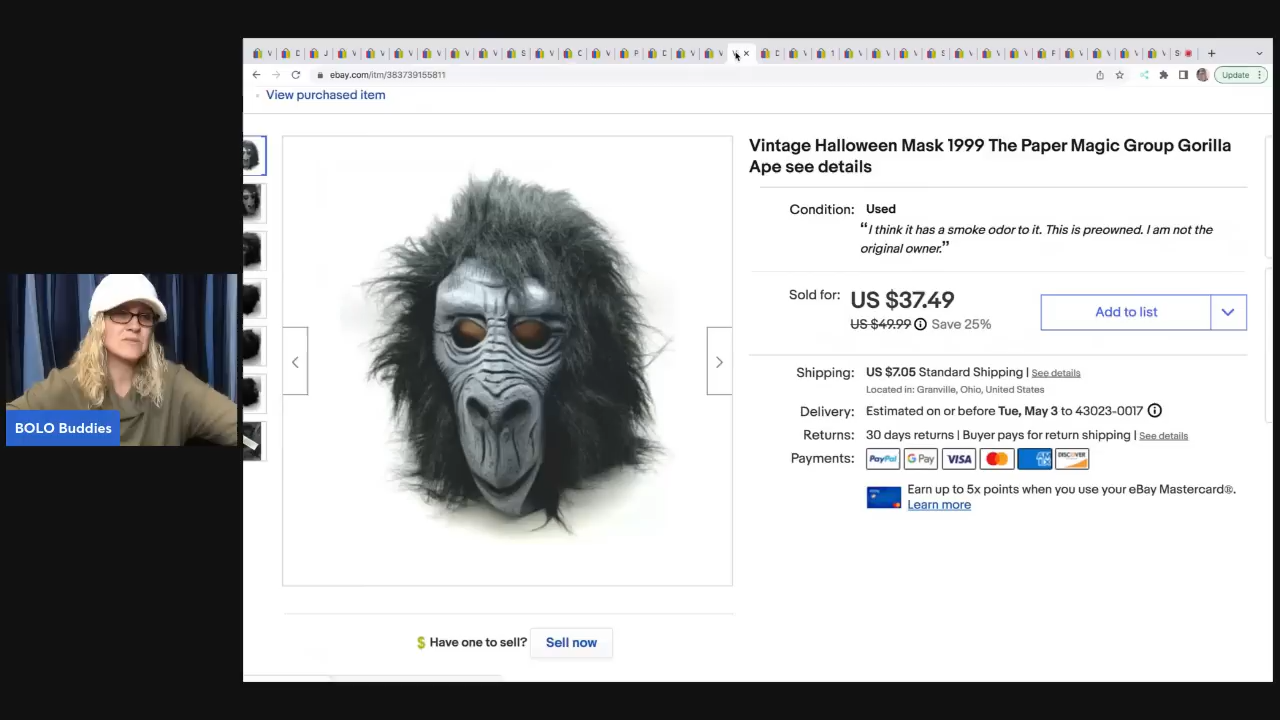 ebay.com/itm/383739155811
Update
View purchased item
Vintage Halloween Mask 1999 The Paper Magic Group Gorilla
Ape see details
Condition: Used
“I think it has a smoke odor to it. This is preowned. I am not the
original owner.”
Sold for: US $37.49
US $49.99 Save 25%
Add to list
Shipping: US $7.05 Standard Shipping | See details
Located in: Granville, Ohio, United States
Delivery: Estimated on or before Tue, May 3 to 43023-0017
Returns: 30 days returns | Buyer pays for return shipping | See details
Payments: PayPal G Pay VISA DISCOVER
Earn up to 5x points when you use your eBay Mastercard®.
Learn more
Have one to sell? Sell now
BOLO Buddies